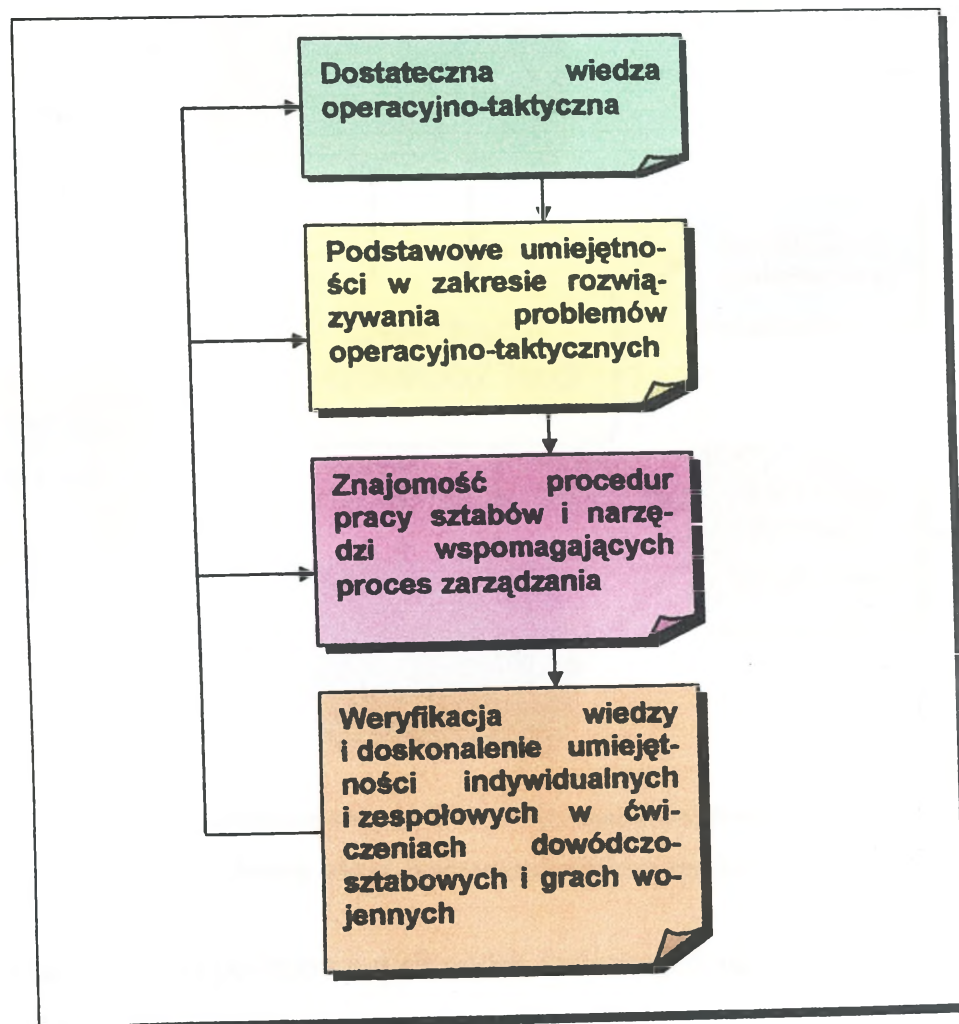 Dostateczna wiedza
operacyjno-taktyczna
Podstawowe umiejętno-
ści w zakresie rozwią-
zywania problemów
operacyjno-taktycznych
Znajomość procedur
pracy sztabów i narzę-
dzi wspomagających
proces zarządzania
Weryfikacja wiedzy
i doskonalenie umiejęt-
ności indywidualnych
i zespołowych w ćwi-
czeniach dowódczo-
sztabowych i grach wo-
jennych